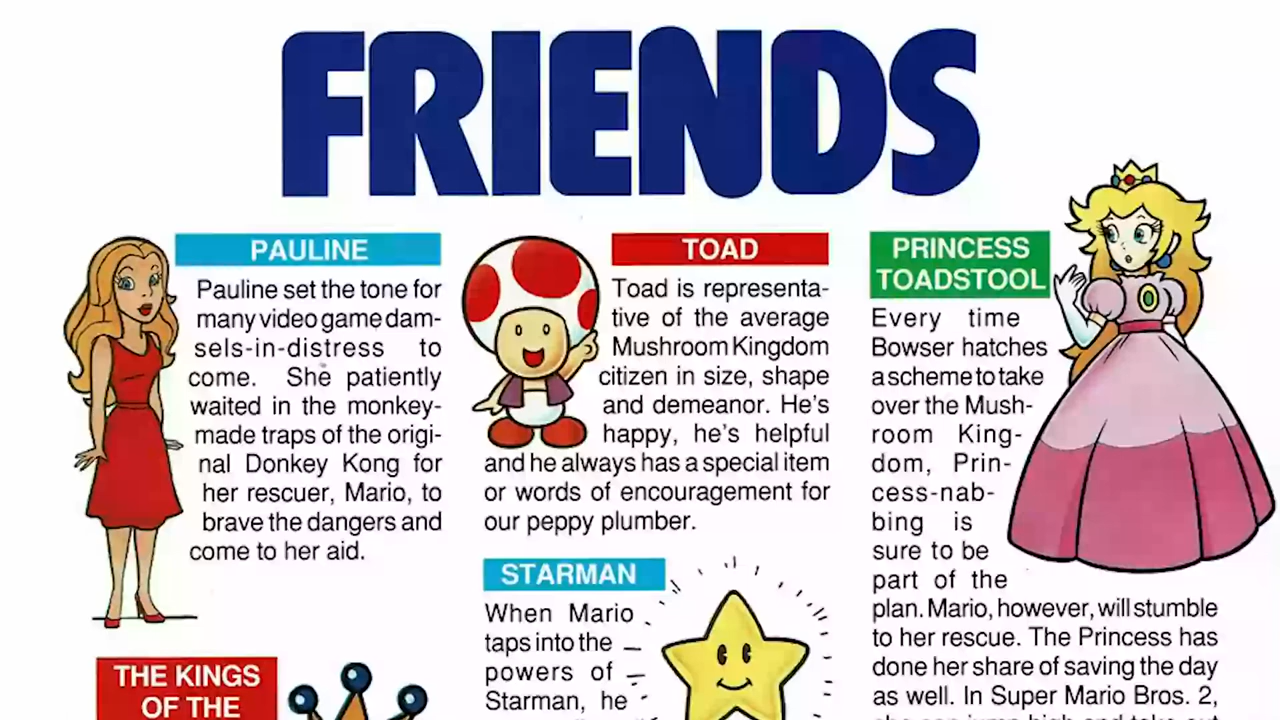 FRIENDS
PAULINE
Pauline set the tone for
many video game dam-
sels-in-distress to
come. She patiently
waited in the monkey-
made traps of the origi-
nal Donkey Kong for
her rescuer, Mario, to
brave the dangers and
come to her aid.
THE KINGS
OF THE
TOAD
Toad is representa-
tive of the average
Mushroom Kingdom
citizen in size, shape
and demeanor. He's
happy, he's helpful
and he always has a special item
or words of encouragement for
our peppy plumber.
STARMAN
When Mario
taps into the
powers of
Starman, he
PRINCESS
TOADSTOOL
Every time
Bowser hatches
a scheme to take
over the Mush-
room King-
dom, Prin-
cess-nab-
bing is
sure to be
part of the
plan. Mario, however, will stumble
to her rescue. The Princess has
done her share of saving the day
as well. In Super Mario Bros. 2,
she can jump high and take out